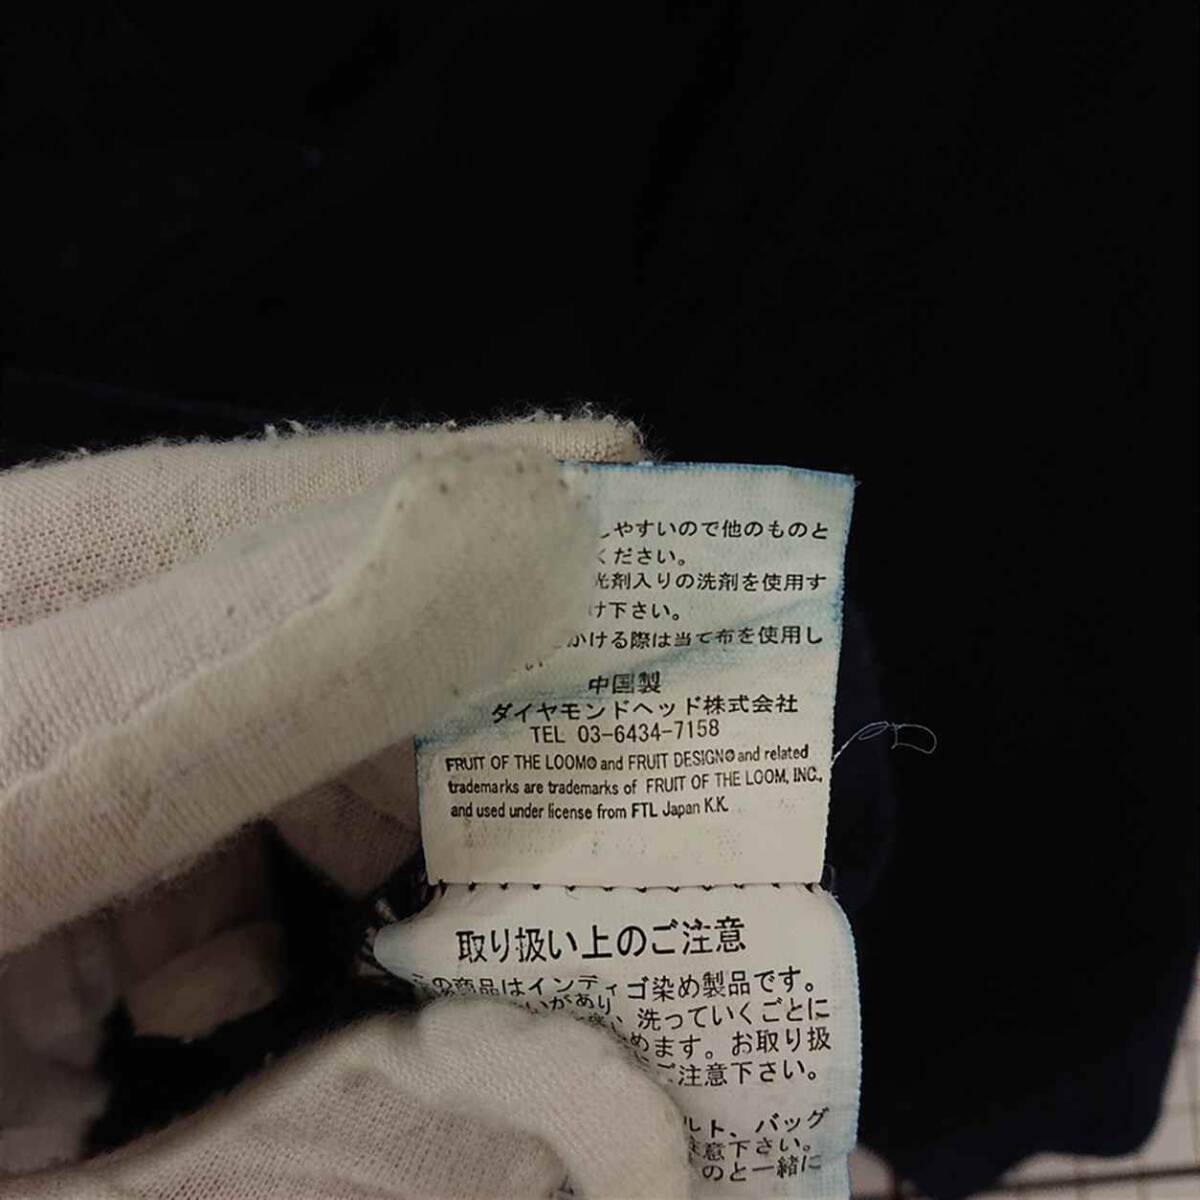 しやすいので他のものと
ください。
光剤入りの洗剤を使用す
け下さい。
かける際は当て布を使用し
中国製
ダイヤモンドヘッド株式会社
TEL 03-6434-7158
FRUIT OF THE LOOM® and FRUIT DESIGN® and related
trademarks are trademarks of FRUIT OF THE LOOM, INC.,
and used under license from FTL Japan K.K.
取り扱い上のご注意
この商品はインディゴ染め製品です。
いがあり
、洗っていくごとに
めます。お取り扱
ご注意下さい。
ルト、バッグ
注意下さい。
のと一緒に